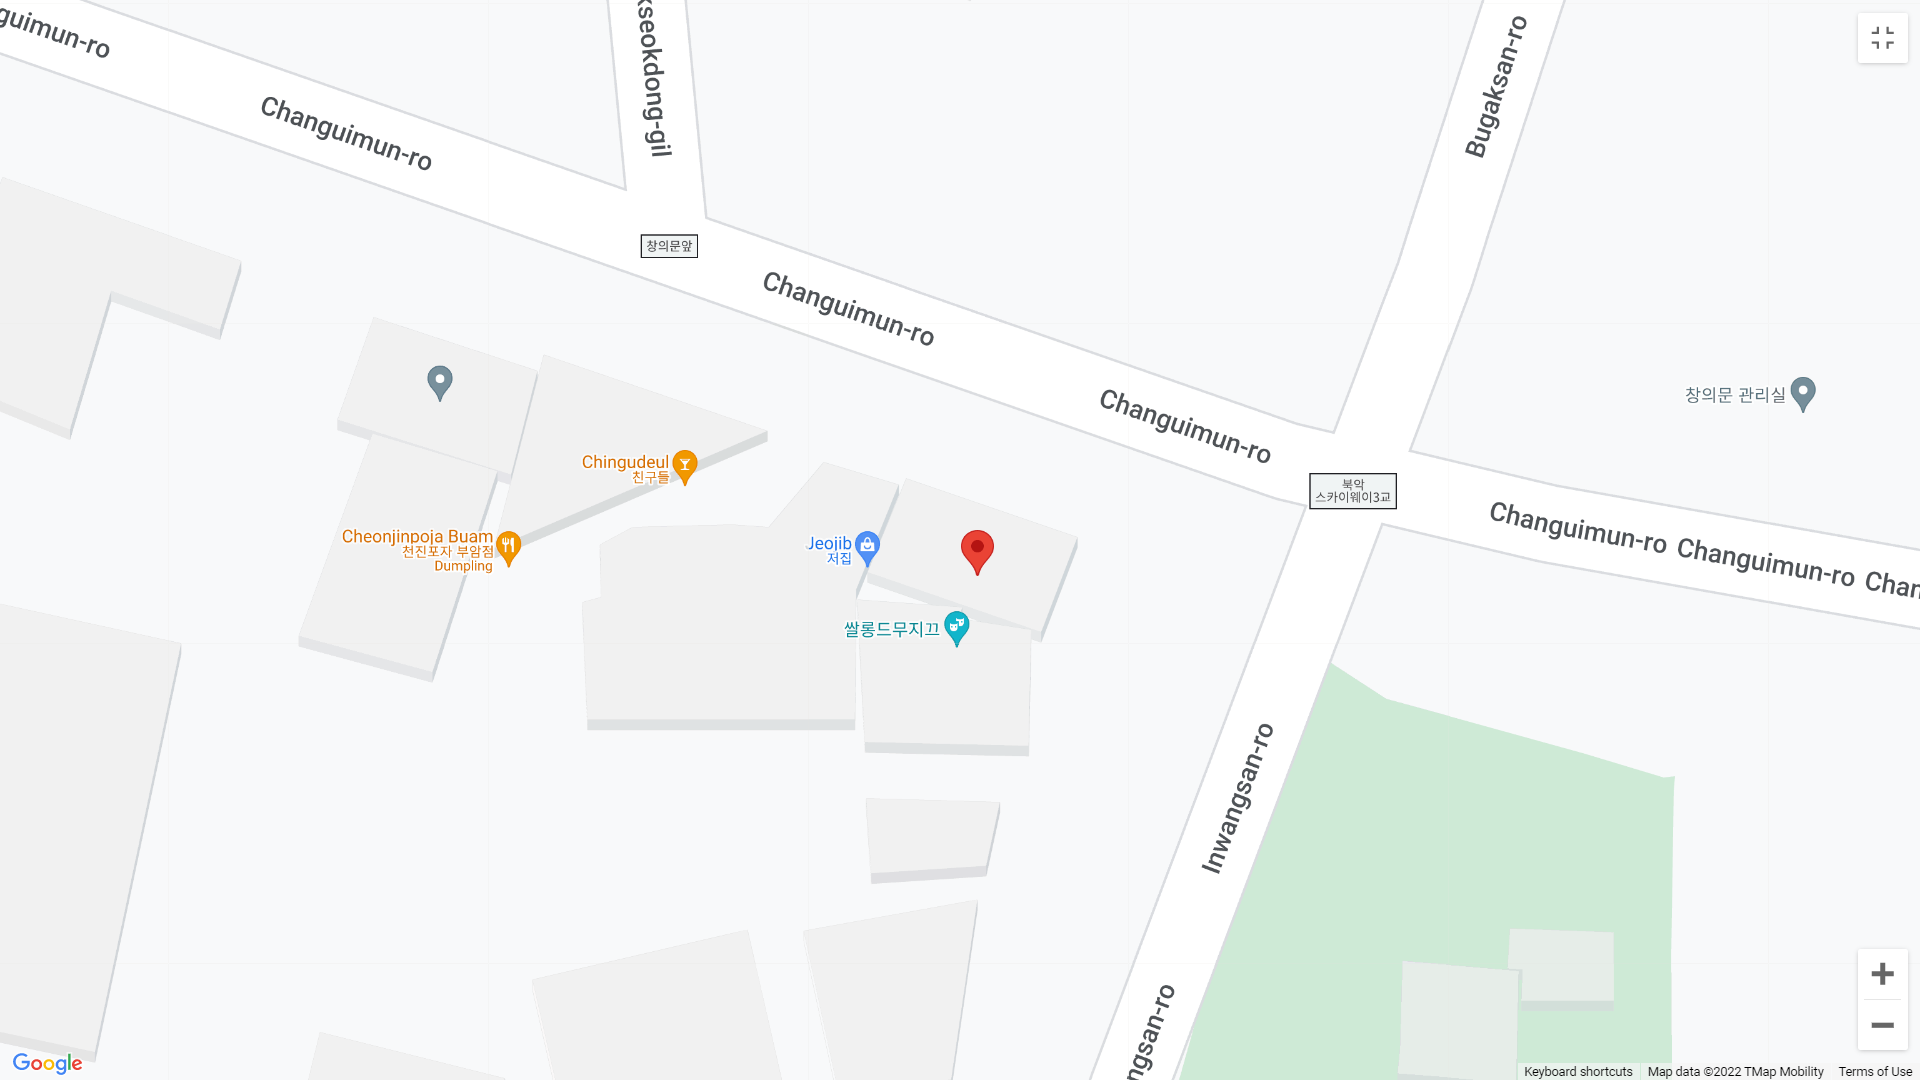 guimun-ro
kseokdong-gil
Bugaksan-ro
Changuimun-ro
창의문앞
Changuimun-ro
Changuimun-ro
창의문 관리실
Chingudeul
친구들
북악
스카이웨이3교
Changuimun-ro
Changuimun-ro
Chan
Cheonjinpoja Buam
천진포자 부암점
Dumpling
Jeojib
저집
쌀롱드무지끄
Inwangsan-ro
ngsan-ro
Google
Keyboard shortcuts
Map data ©2022 TMap Mobility
Terms of Use